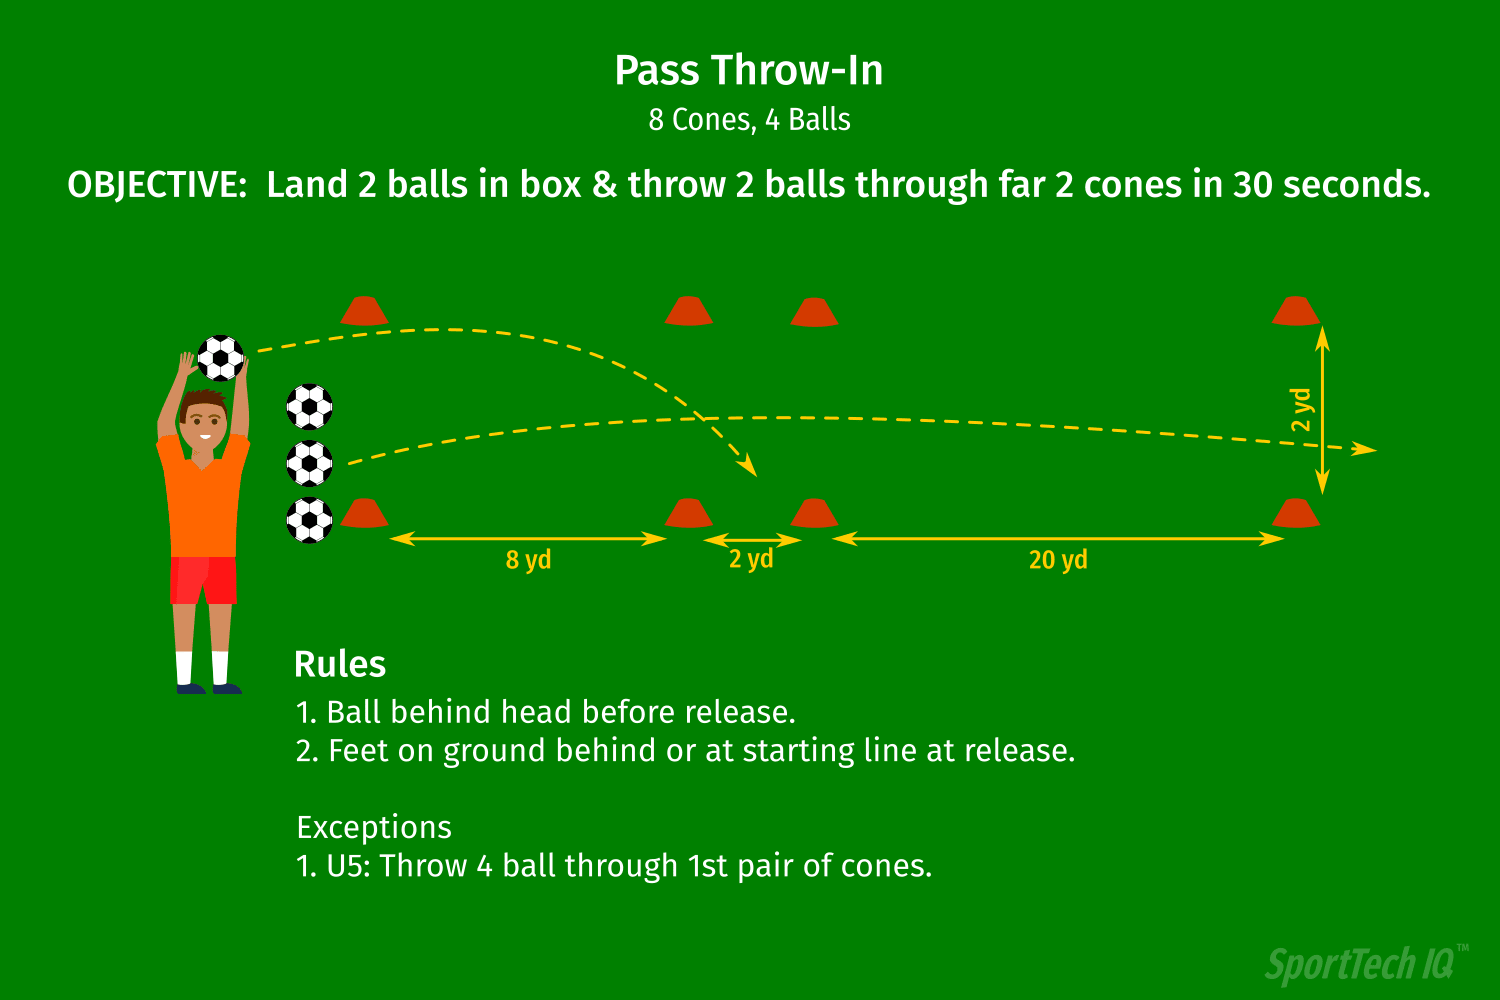 Pass Throw-In
8 Cones, 4 Balls
OBJECTIVE: Land 2 balls in box & throw 2 balls through far 2 cones in 30 seconds.
2 yd
8 yd
2 yd
20 yd
Rules
1. Ball behind head before release.
2. Feet on ground behind or at starting line at release.
Exceptions
1. U5: Throw 4 ball through 1st pair of cones.
SportTech IQ™